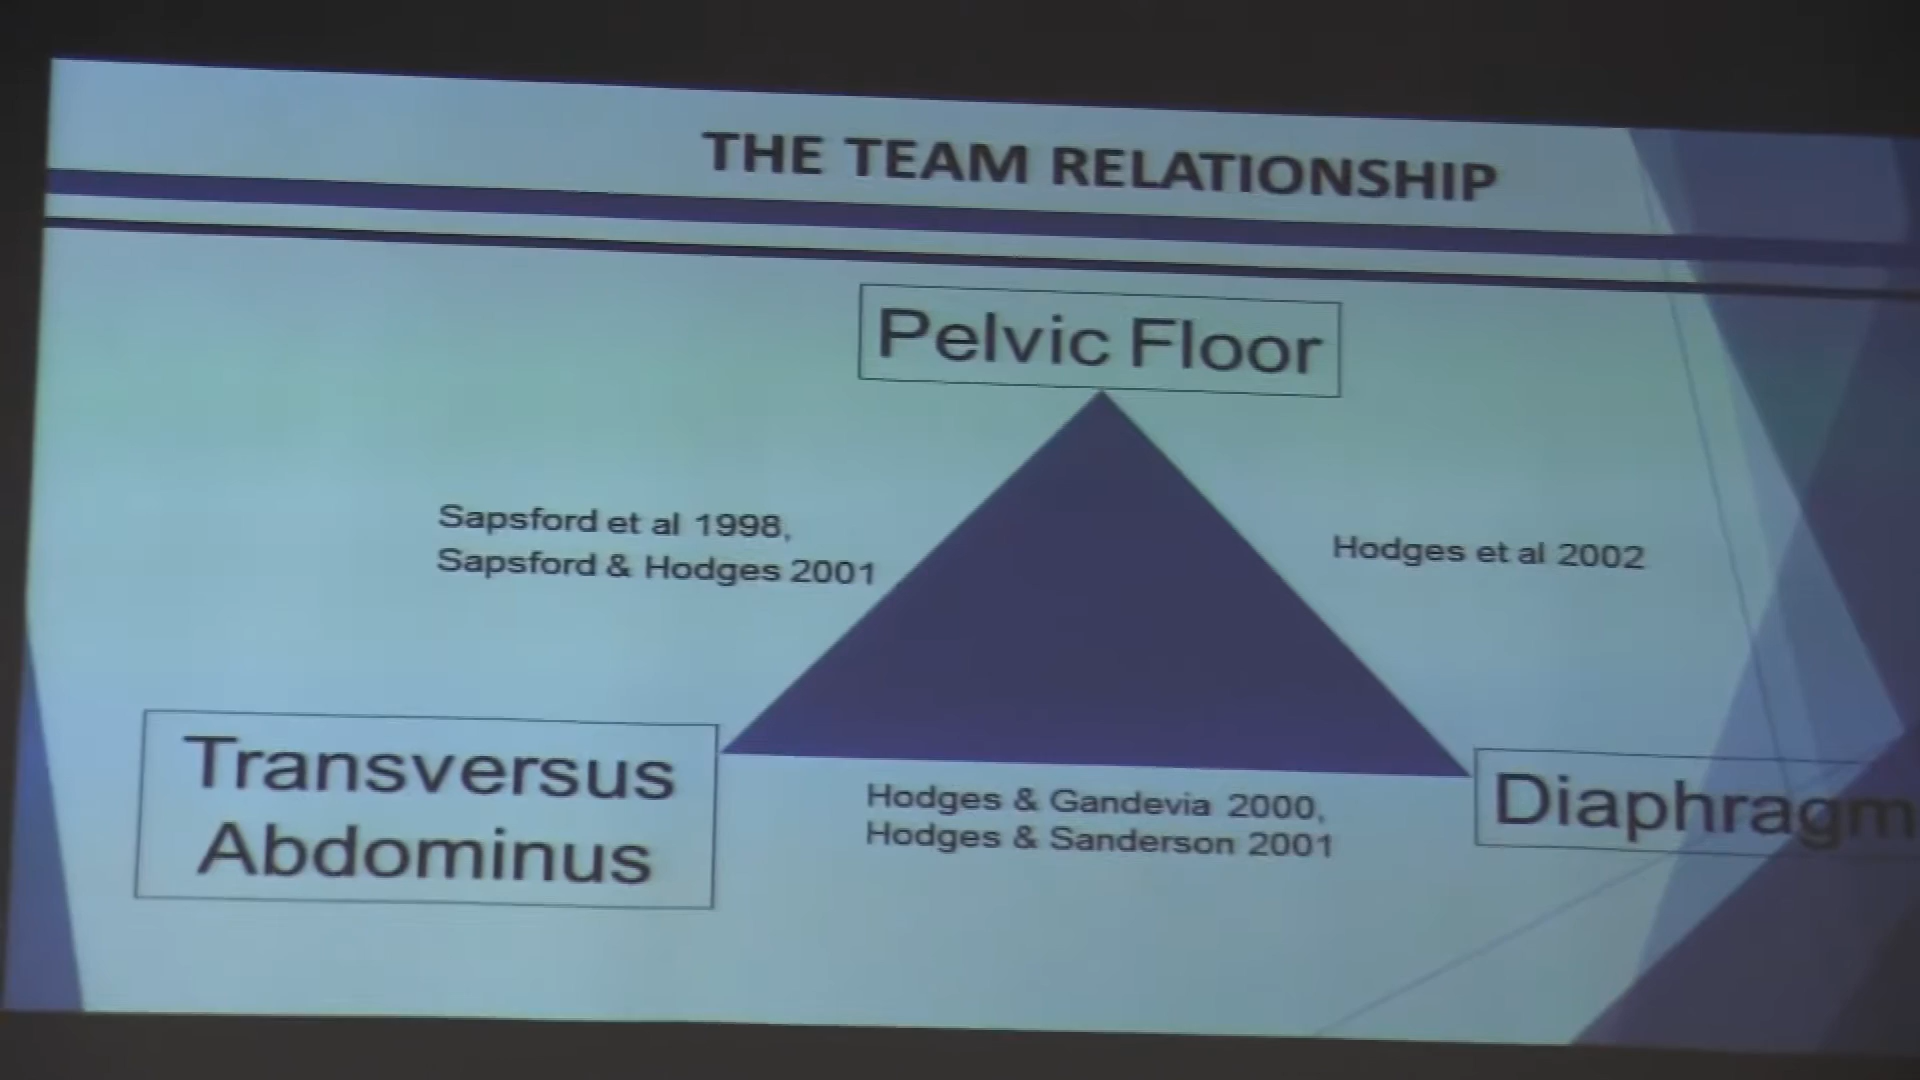 THE TEAM RELATIONSHIP
Pelvic Floor
Sapsford et al 1998,
Sapsford & Hodges 2001
Hodges et al 2002
Transversus
Abdominus
Hodges & Gandevia 2000,
Hodges & Sanderson 2001
Diaphragm